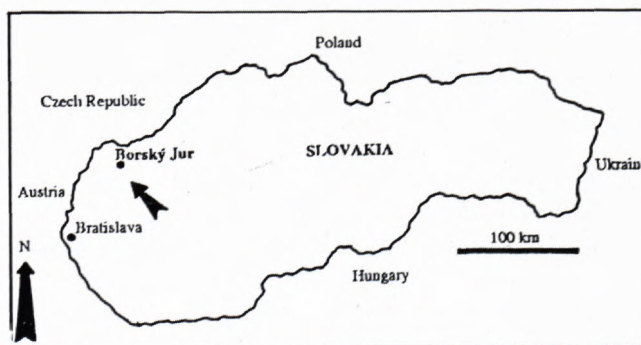 Poland
Czech Republic
Borský Jur
SLOVAKIA
Ukrain
Austria
Bratislava
N
100 km
Hungary